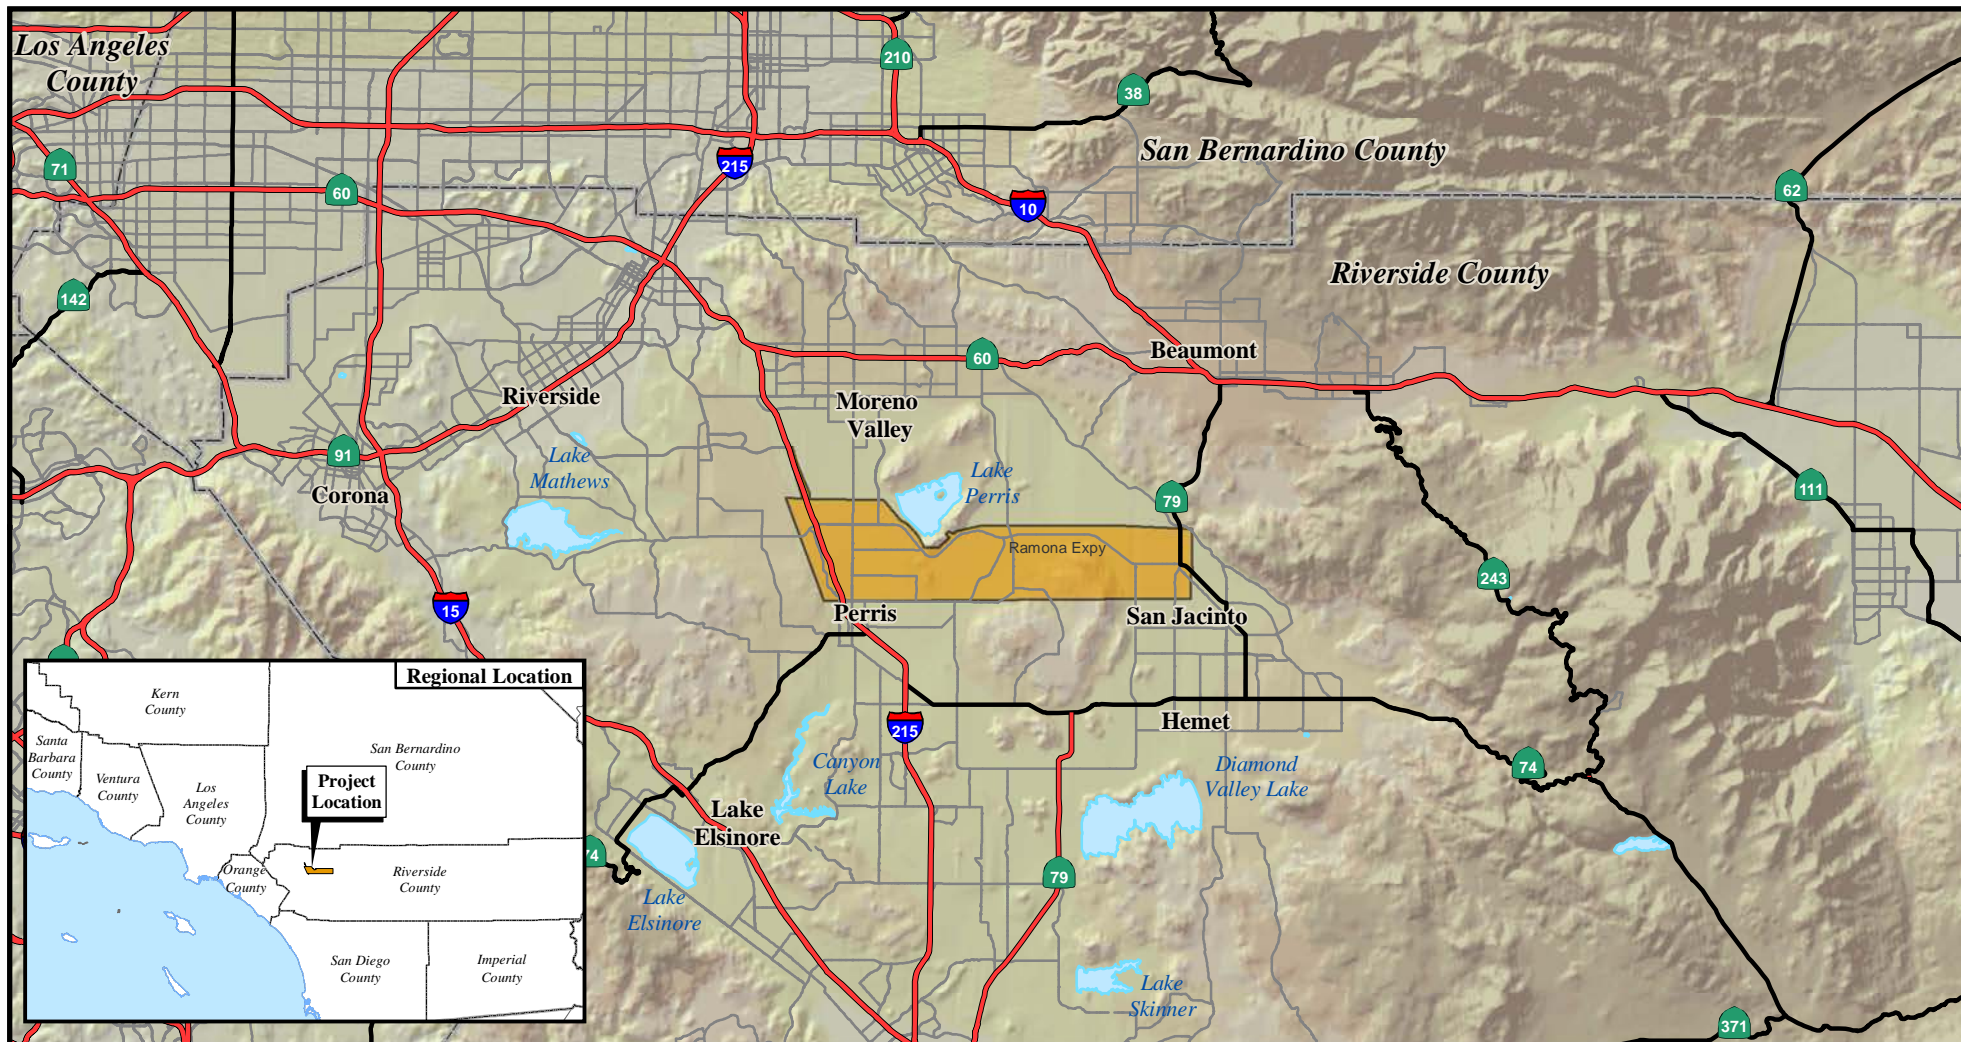 Los Angeles
County
210
38
San Bernardino County
71
60
215
10
62
142
Riverside County
60
Beaumont
Riverside
Moreno
Valley
91
Corona
Lake
Mathews
Lake
Perris
79
111
Ramona Expy
243
15
Perris
San Jacinto
215
Hemet
74
Canyon
Lake
Diamond
Valley Lake
Lake
Elsinore
74
79
Lake
Elsinore
Lake
Skinner
371
Regional Location
Kern
County
Santa
Barbara
County
Ventura
County
Los
Angeles
County
San Bernardino
County
Project
Location
Orange
County
Riverside
County
San Diego
County
Imperial
County